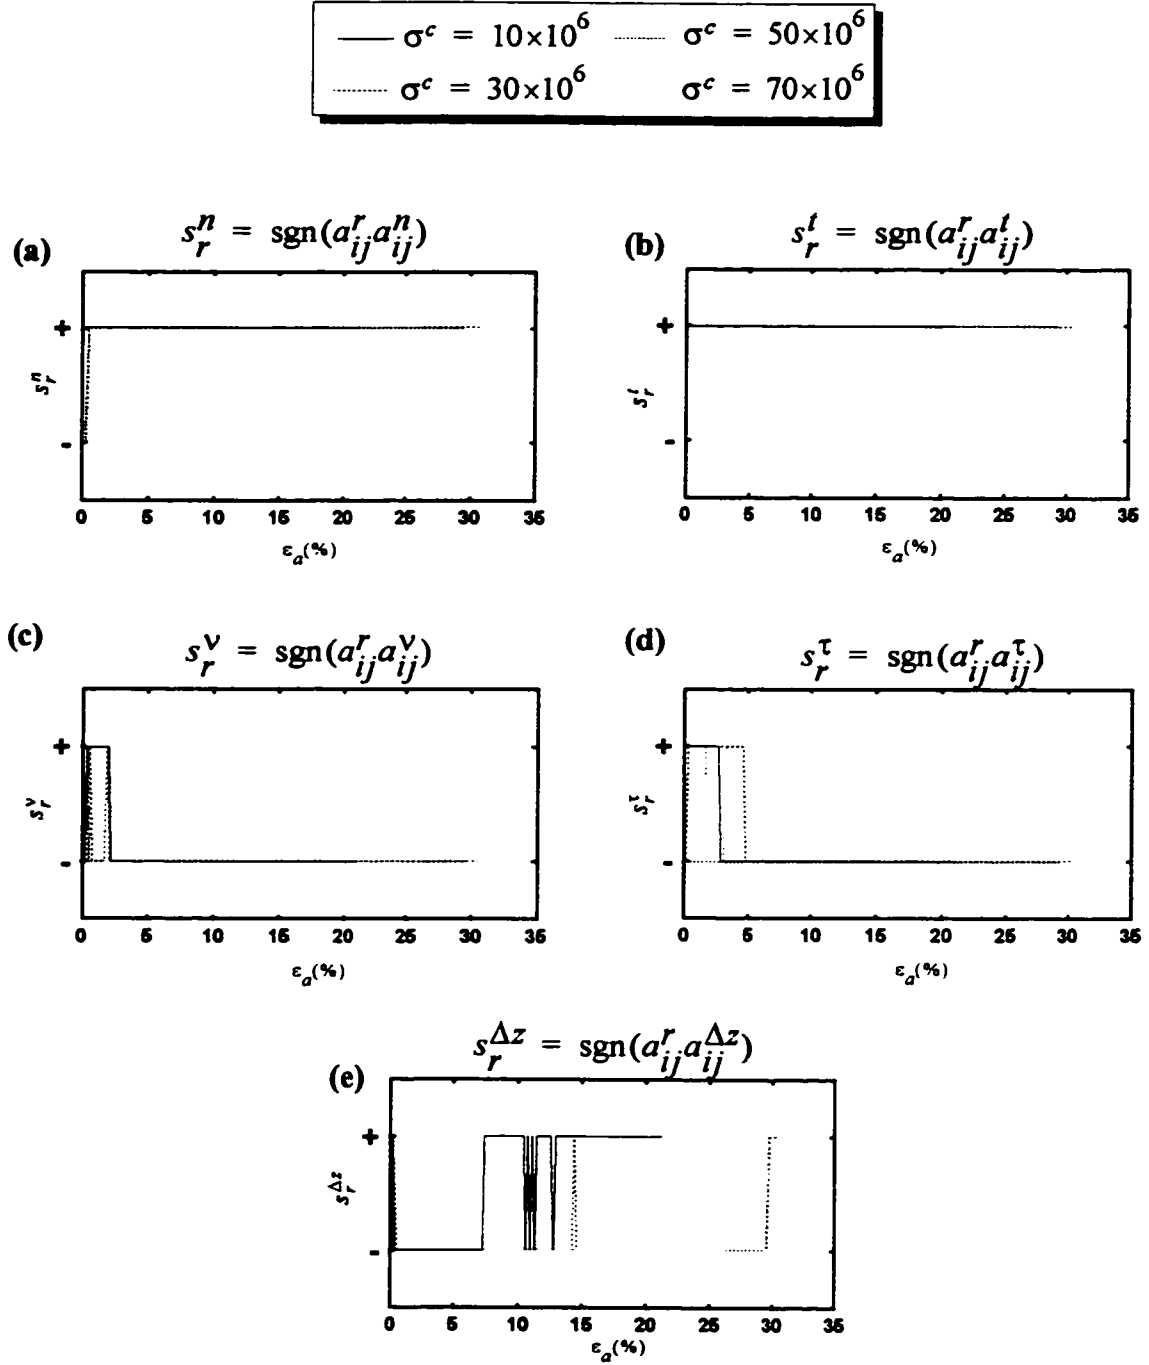 σ^c = 10×10^6 σ^c = 50×10^6
σ^c = 30×10^6 σ^c = 70×10^6
(a) s_r^n = sgn(a_ij^r a_ij^n)
+
s_r^n
-
0 5 10 15 20 25 30 35
ε_a(%)
(b) s_r^t = sgn(a_ij^r a_ij^t)
+
s_r^t
-
0 5 10 15 20 25 30 35
ε_a(%)
(c) s_r^ν = sgn(a_ij^r a_ij^ν)
+
s_r^ν
-
0 5 10 15 20 25 30 35
ε_a(%)
(d) s_r^τ = sgn(a_ij^r a_ij^τ)
+
s_r^τ
-
0 5 10 15 20 25 30 35
ε_a(%)
(e) s_r^Δz = sgn(a_ij^r a_ij^Δz)
+
s_r^Δz
-
0 5 10 15 20 25 30 35
ε_a(%)